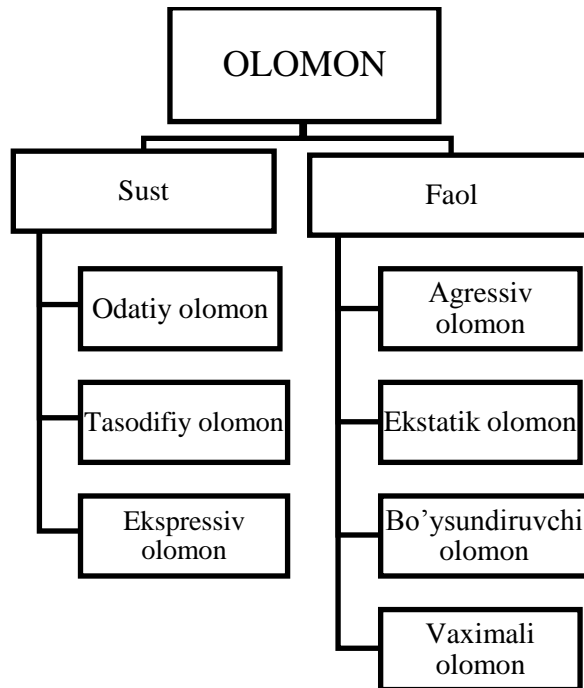 OLOMON
Sust
Odatiy olomon
Tasodifiy olomon
Ekspressiv
olomon
Faol
Agressiv
olomon
Ekstatik olomon
Bo’ysundiruvchi
olomon
Vaximali
olomon